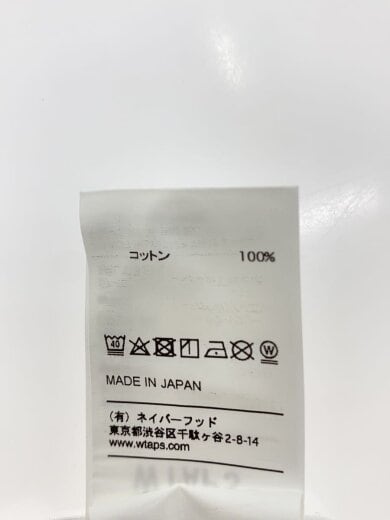 コットン 100%
40 W
MADE IN JAPAN
(有) ネイバーフッド
東京都渋谷区千駄ヶ谷2-8-14
www.wtaps.com